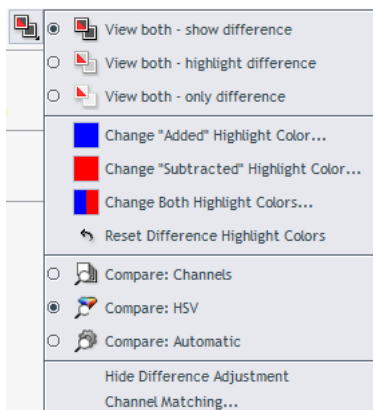 View both - show difference
View both - highlight difference
View both - only difference
Change "Added" Highlight Color...
Change "Subtracted" Highlight Color...
Change Both Highlight Colors...
Reset Difference Highlight Colors
Compare: Channels
Compare: HSV
Compare: Automatic
Hide Difference Adjustment
Channel Matching...